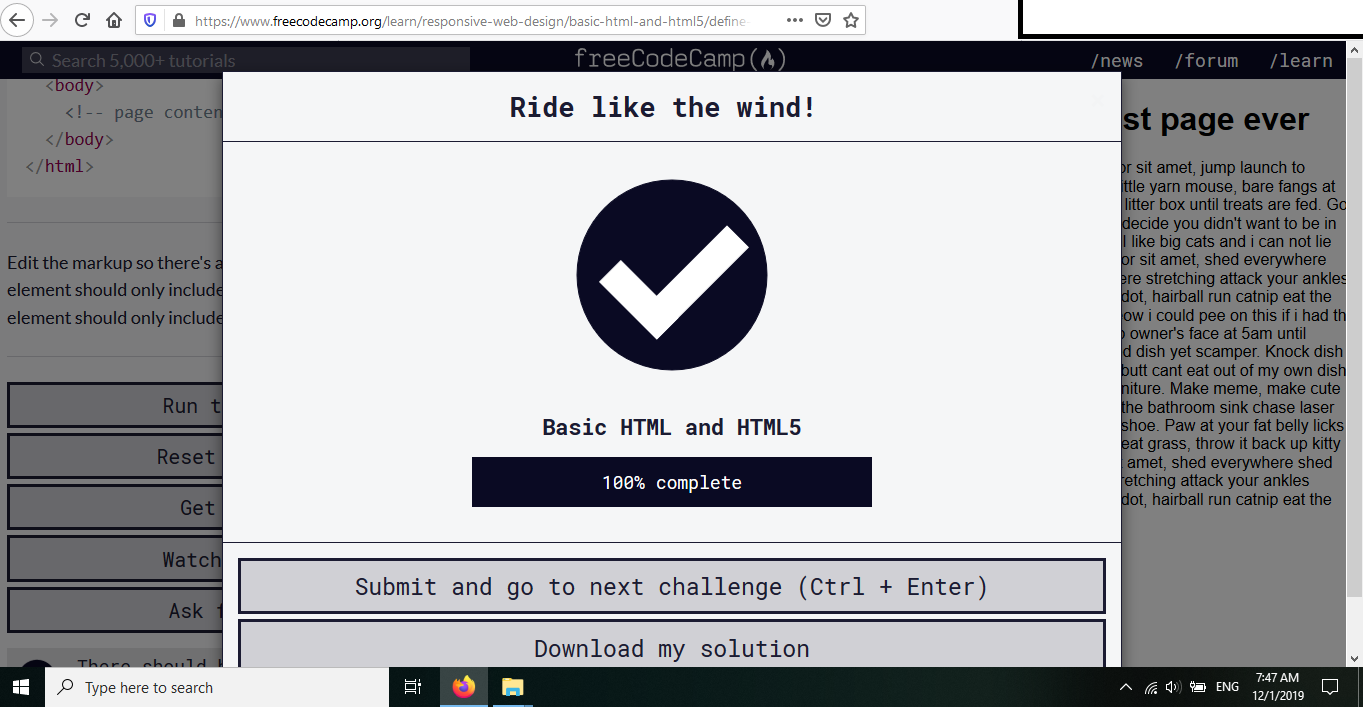 https://www.freecodecamp.org/learn/responsive-web-design/basic-html-and-html5/define-
Search 5,000+ tutorials
freeCodeCamp
/news /forum /learn
<body>
<!-- page conten
</body>
</html>
Edit the markup so there's a
element should only include
element should only include
Run t
Reset
Get
Watch
Ask f
There should b
Ride like the wind!
Basic HTML and HTML5
100% complete
Submit and go to next challenge (Ctrl + Enter)
Download my solution
st page ever
or sit amet, jump launch to
ittle yarn mouse, bare fangs at
litter box until treats are fed. Go
decide you didn't want to be in
l like big cats and i can not lie
or sit amet, shed everywhere
ere stretching attack your ankles
dot, hairball run catnip eat the
ow i could pee on this if i had th
owner's face at 5am until
d dish yet scamper. Knock dish
butt cant eat out of my own dish
niture. Make meme, make cute
the bathroom sink chase laser
shoe. Paw at your fat belly licks
eat grass, throw it back up kitty
amet, shed everywhere shed
retching attack your ankles
dot, hairball run catnip eat the
Type here to search
ENG
7:47 AM
12/1/2019